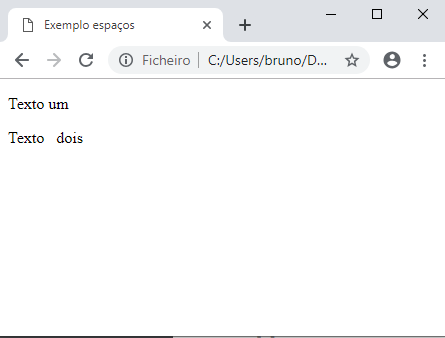 Exemplo espaços
Ficheiro | C:/Users/bruno/D...
Texto um
Texto   dois